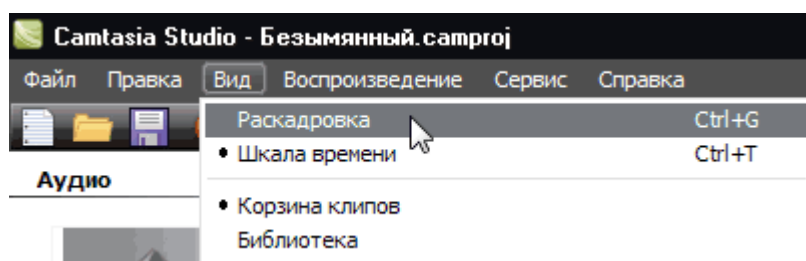 Camtasia Studio - Безымянный.camproj
Файл Правка Вид Воспроизведение Сервис Справка
Раскадровка Ctrl+G
• Шкала времени Ctrl+T
Аудио
• Корзина клипов
Библиотека